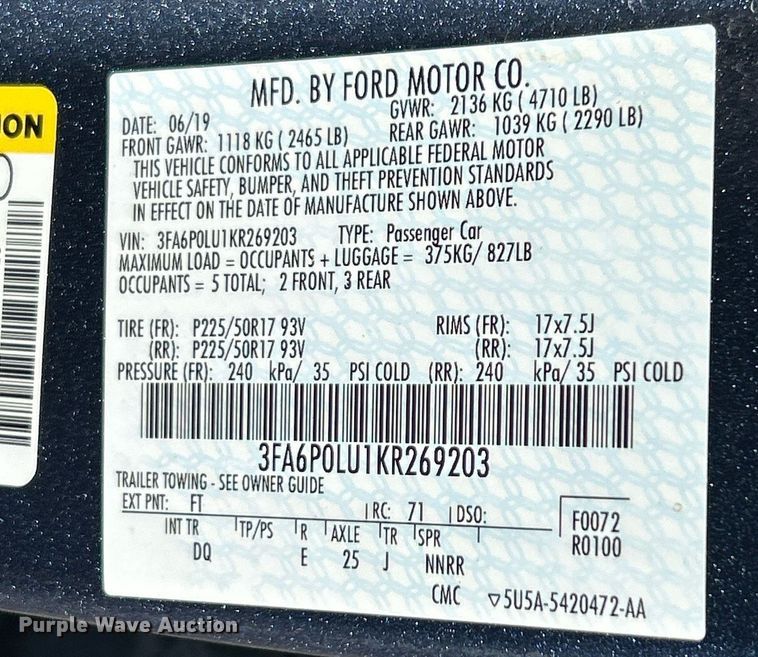 ION
MFD. BY FORD MOTOR CO.
DATE: 06/19 GVWR: 2136 KG ( 4710 LB)
FRONT GAWR: 1118 KG ( 2465 LB) REAR GAWR: 1039 KG ( 2290 LB)
THIS VEHICLE CONFORMS TO ALL APPLICABLE FEDERAL MOTOR
VEHICLE SAFETY, BUMPER, AND THEFT PREVENTION STANDARDS
IN EFFECT ON THE DATE OF MANUFACTURE SHOWN ABOVE.
VIN: 3FA6P0LU1KR269203 TYPE: Passenger Car
MAXIMUM LOAD = OCCUPANTS + LUGGAGE = 375KG/ 827LB
OCCUPANTS = 5 TOTAL; 2 FRONT, 3 REAR
TIRE (FR): P225/50R17 93V RIMS (FR): 17x7.5J
(RR): P225/50R17 93V (RR): 17x7.5J
PRESSURE (FR): 240 kPa/ 35 PSI COLD (RR): 240 kPa/ 35 PSI COLD
3FA6P0LU1KR269203
TRAILER TOWING - SEE OWNER GUIDE
EXT PNT: FT RC: 71 DSO: F0072
INT TR TP/PS R AXLE TR SPR R0100
DQ E 25 J NNRR
CMC ▽5U5A-5420472-AA
Purple Wave Auction